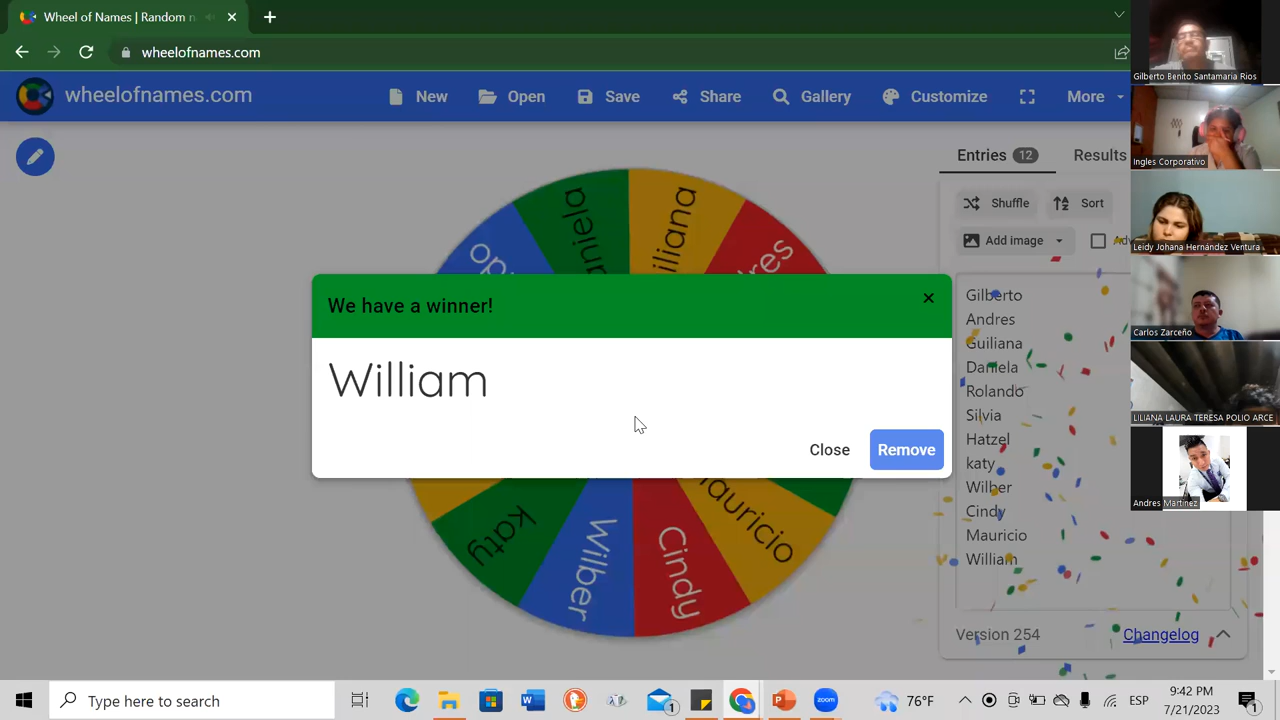 Wheel of Names | Random n
wheelofnames.com
wheelofnames.com
New
Open
Save
Share
Gallery
Customize
More
Entries 12
Results
Shuffle
Sort
Add image
We have a winner!
William
Close
Remove
iliana
Mauricio
Cindy
Wilber
katy
Gilberto
Andres
Guiliana
Daniela
Rolando
Silvia
Hatzel
katy
Wilber
Cindy
Mauricio
William
Version 254
Changelog
Gilberto Benito Santamaria Rios
Ingles Corporativo
Leidy Johana Hernández Ventura
Carlos Zarceño
LILIANA LAURA TERESA POLIO ARCE
Andres Martinez
Type here to search
76°F
ESP
9:42 PM
7/21/2023